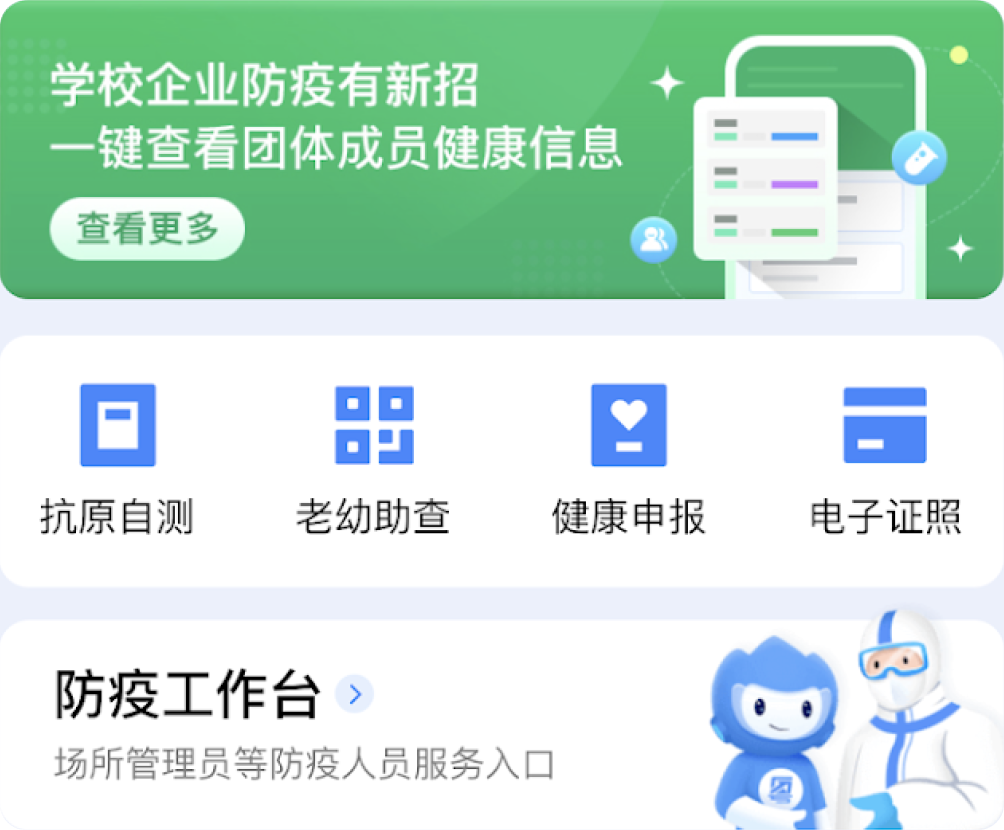 学校企业防疫有新招
一键查看团体成员健康信息
查看更多
抗原自测
老幼助查
健康申报
电子证照
防疫工作台
场所管理员等防疫人员服务入口